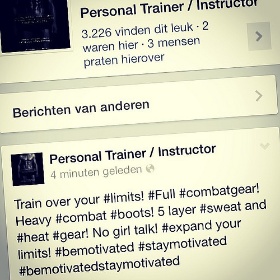 Personal Trainer / Instructor
3.226 vinden dit leuk · 2
waren hier · 3 mensen
praten hierover
Berichten van anderen
Personal Trainer / Instructor
4 minuten geleden
Train over your #limits! #Full #combatgear!
Heavy #combat #boots! 5 layer #sweat and
#heat #gear! No girl talk! #expand your
limits! #bemotivated #staymotivated
#bemotivatedstaymotivated